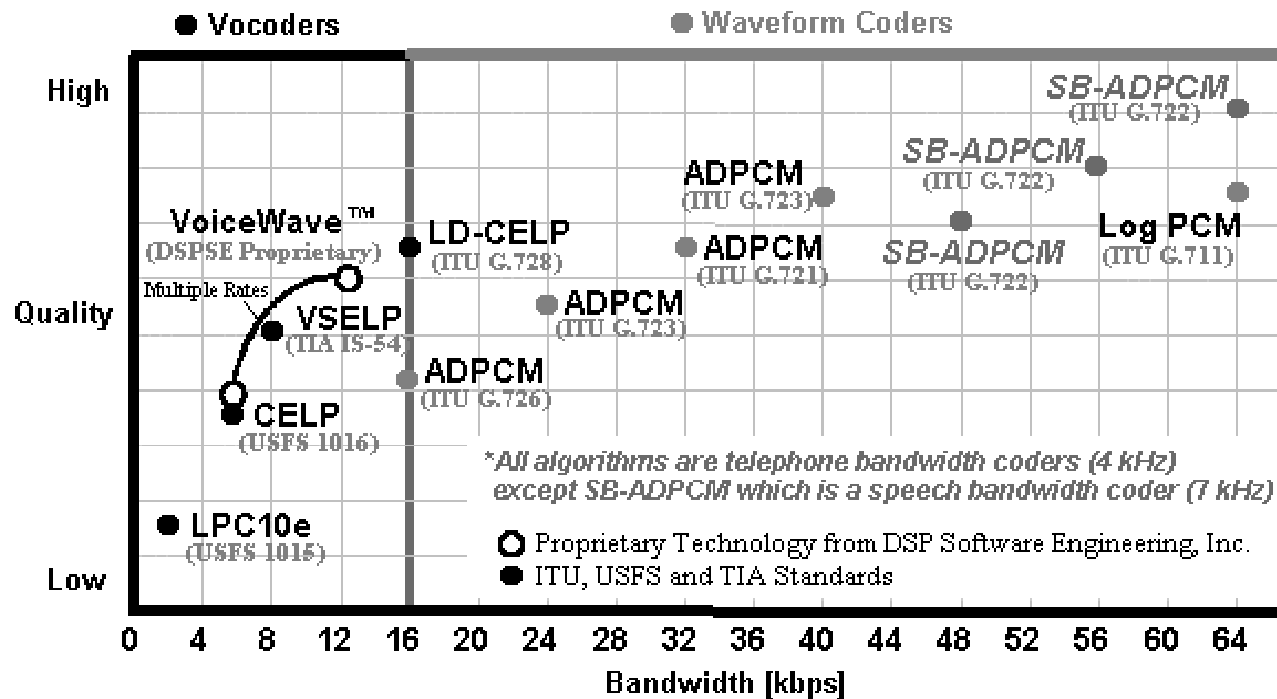 Vocoders
Waveform Coders
High
SB-ADPCM
(ITU G.722)
SB-ADPCM
(ITU G.722)
ADPCM
(ITU G.723)
Log PCM
(ITU G.711)
VoiceWave™
(DSPSE Proprietary)
LD-CELP
(ITU G.728)
ADPCM
(ITU G.721)
SB-ADPCM
(ITU G.722)
Multiple Rates
Quality
VSELP
(TIA IS-54)
ADPCM
(ITU G.723)
ADPCM
(ITU G.726)
CELP
(USFS 1016)
*All algorithms are telephone bandwidth coders (4 kHz)
except SB-ADPCM which is a speech bandwidth coder (7 kHz)
LPC10e
(USFS 1015)
Proprietary Technology from DSP Software Engineering, Inc.
ITU, USFS and TIA Standards
Low
0 4 8 12 16 20 24 28 32 36 40 44 48 52 56 60 64
Bandwidth [kbps]